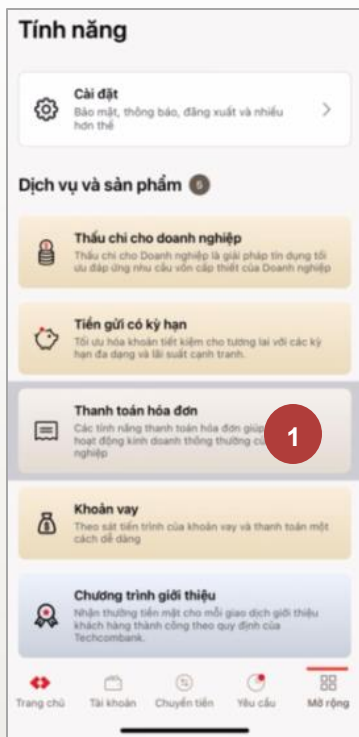 Tính năng
Cài đặt
Bảo mật, thông báo, đăng xuất và nhiều
hơn thế
Dịch vụ và sản phẩm 5
Thấu chi cho doanh nghiệp
Thấu chi cho Doanh nghiệp là giải pháp tín dụng tối
ưu đáp ứng nhu cầu vốn cấp thiết của Doanh nghiệp
Tiền gửi có kỳ hạn
Tối ưu hóa khoản tiết kiệm cho tương lai với các kỳ
hạn đa dạng và lãi suất cạnh tranh.
Thanh toán hóa đơn
Các tính năng thanh toán hóa đơn giúp
hoạt động kinh doanh thông thường
nghiệp
1
Khoản vay
Theo sát tiến trình của khoản vay và thanh toán một
cách dễ dàng
Chương trình giới thiệu
Nhận thưởng tiền mặt cho mỗi giao dịch giới thiệu
khách hàng thành công theo quy định của
Techcombank.
Trang chủ Tài khoản Chuyển tiền Yêu cầu Mở rộng